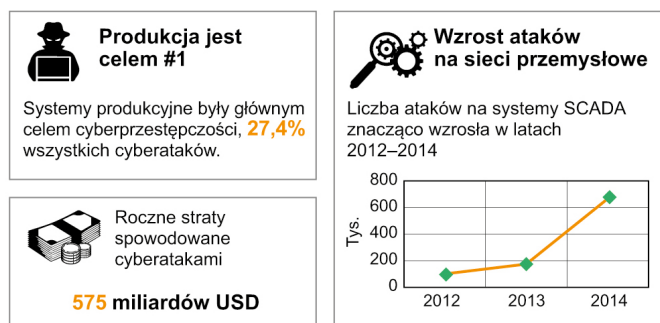 Produkcja jest
celem #1
Systemy produkcyjne były głównym
celem cyberprzestępczości, 27,4%
wszystkich cyberataków.
Roczne straty
spowodowane
cyberatakami
575 miliardów USD
Wzrost ataków
na sieci przemysłowe
Liczba ataków na systemy SCADA
znacząco wzrosła w latach
2012–2014
Tys.
800
600
400
200
0
2012 2013 2014